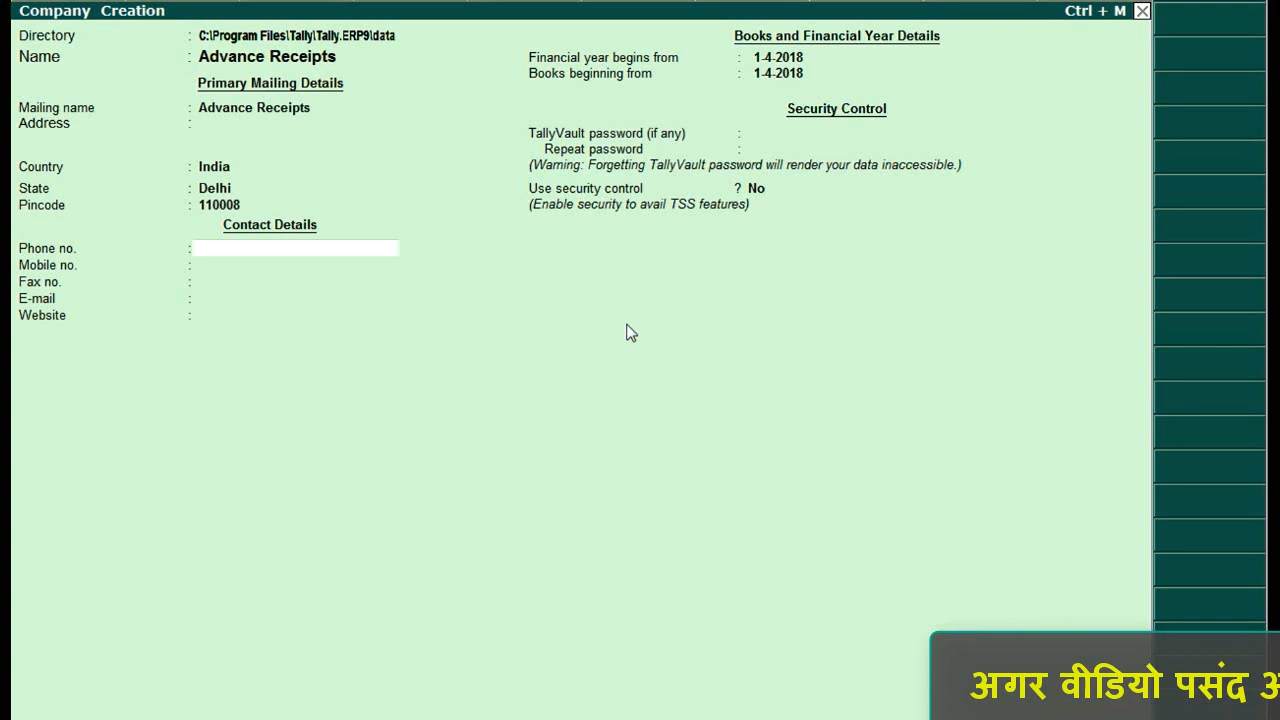 Company Creation Ctrl + M
Directory : C:\Program Files\Tally\Tally.ERP9\data
Name : Advance Receipts
Primary Mailing Details
Mailing name : Advance Receipts
Address :
Country : India
State : Delhi
Pincode : 110008
Contact Details
Phone no. :
Mobile no. :
Fax no. :
E-mail :
Website :
Books and Financial Year Details
Financial year begins from : 1-4-2018
Books beginning from : 1-4-2018
Security Control
TallyVault password (if any) :
Repeat password :
(Warning: Forgetting TallyVault password will render your data inaccessible.)
Use security control ? No
(Enable security to avail TSS features)
अगर वीडियो पसंद